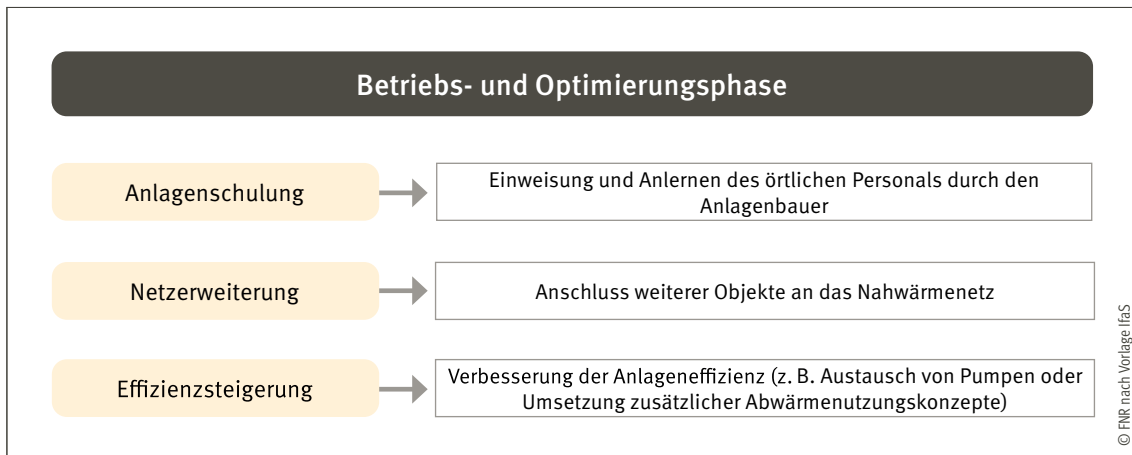 Betriebs- und Optimierungsphase
Anlagenschulung
Einweisung und Anlernen des örtlichen Personals durch den
Anlagenbauer
Netzerweiterung
Anschluss weiterer Objekte an das Nahwärmenetz
Effizienzsteigerung
Verbesserung der Anlageneffizienz (z. B. Austausch von Pumpen oder
Umsetzung zusätzlicher Abwärmenutzungskonzepte)
© FNR nach Vorlage IfaS